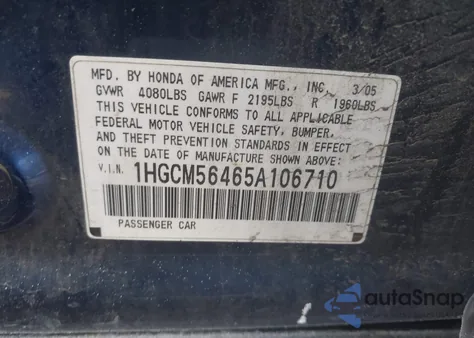 MFD. BY HONDA OF AMERICA MFG., INC. 3/05
GVWR 4080LBS GAWR F 2195LBS R 1960LBS
THIS VEHICLE CONFORMS TO ALL APPLICABLE
FEDERAL MOTOR VEHICLE SAFETY, BUMPER,
AND THEFT PREVENTION STANDARDS IN EFFECT
ON THE DATE OF MANUFACTURE SHOWN ABOVE.
V.I.N. 1HGCM56465A106710
PASSENGER CAR
autoSnap